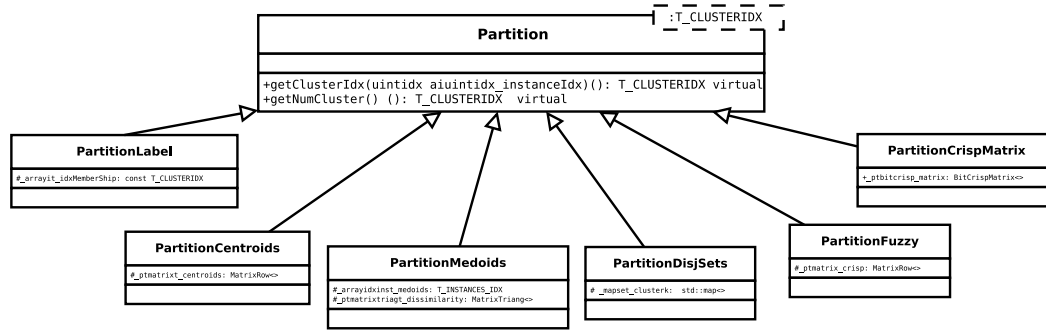 :T_CLUSTERIDX
Partition
+getClusterIdx(uintidx aiuintidx_instanceIdx)(): T_CLUSTERIDX virtual
+getNumCluster() (): T_CLUSTERIDX virtual
PartitionLabel
#_arrayit_idxMemberShip: const T_CLUSTERIDX
PartitionCrispMatrix
+_ptbitcrisp_matrix: BitCrispMatrix<>
PartitionCentroids
#_ptmatrixt_centroids: MatrixRow<>
PartitionMedoids
#_arrayidxinst_medoids: T_INSTANCES_IDX
#_ptmatrixtriagt_dissimilarity: MatrixTriang<>
PartitionDisjSets
# _mapset_clusterk: std::map<>
PartitionFuzzy
#_ptmatrix_crisp: MatrixRow<>